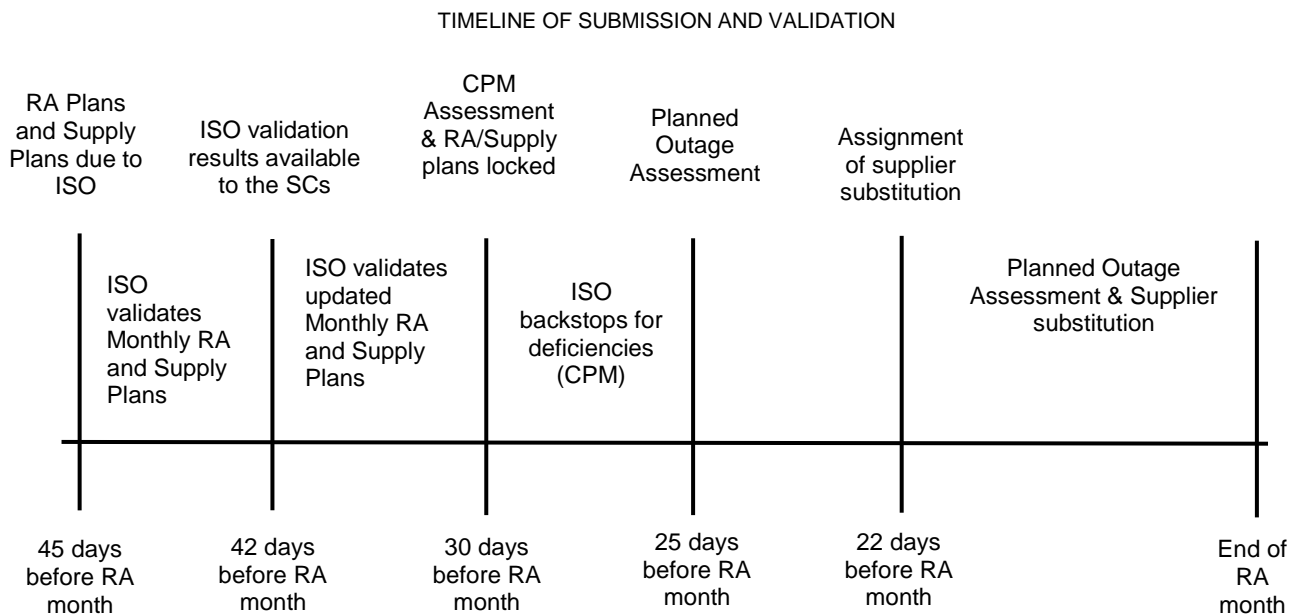 TIMELINE OF SUBMISSION AND VALIDATION
RA Plans
and Supply
Plans due to
ISO
ISO validation
results available
to the SCs
CPM
Assessment
& RA/Supply
plans locked
Planned
Outage
Assessment
Assignment
of supplier
substitution
ISO
validates
Monthly RA
and Supply
Plans
ISO validates
updated
Monthly RA
and Supply
Plans
ISO
backstops for
deficiencies
(CPM)
Planned Outage
Assessment & Supplier
substitution
45 days
before RA
month
42 days
before RA
month
30 days
before RA
month
25 days
before RA
month
22 days
before RA
month
End of
RA
month